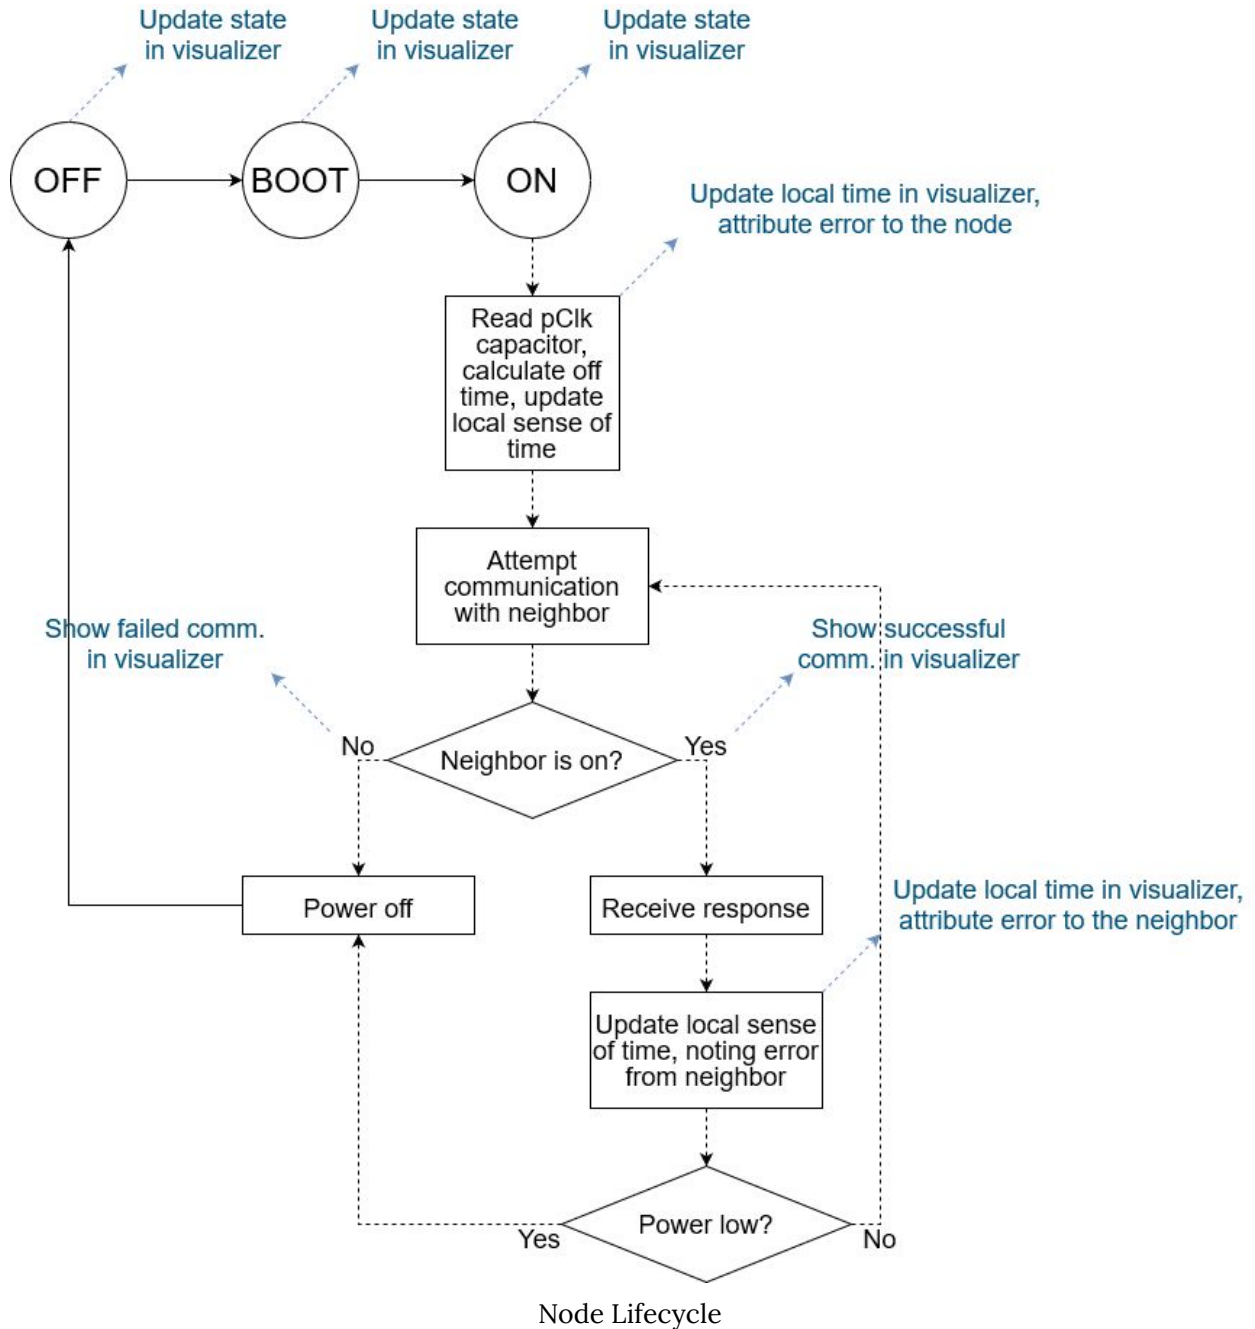 Update state
in visualizer
Update state
in visualizer
Update state
in visualizer
OFF
BOOT
ON
Update local time in visualizer,
attribute error to the node
Read pClk
capacitor,
calculate off
time, update
local sense of
time
Attempt
communication
with neighbor
Show failed comm.
in visualizer
Show successful
comm. in visualizer
No
Neighbor is on?
Yes
Power off
Receive response
Update local time in visualizer,
attribute error to the neighbor
Update local sense
of time, noting error
from neighbor
Power low?
Yes
No
Node Lifecycle